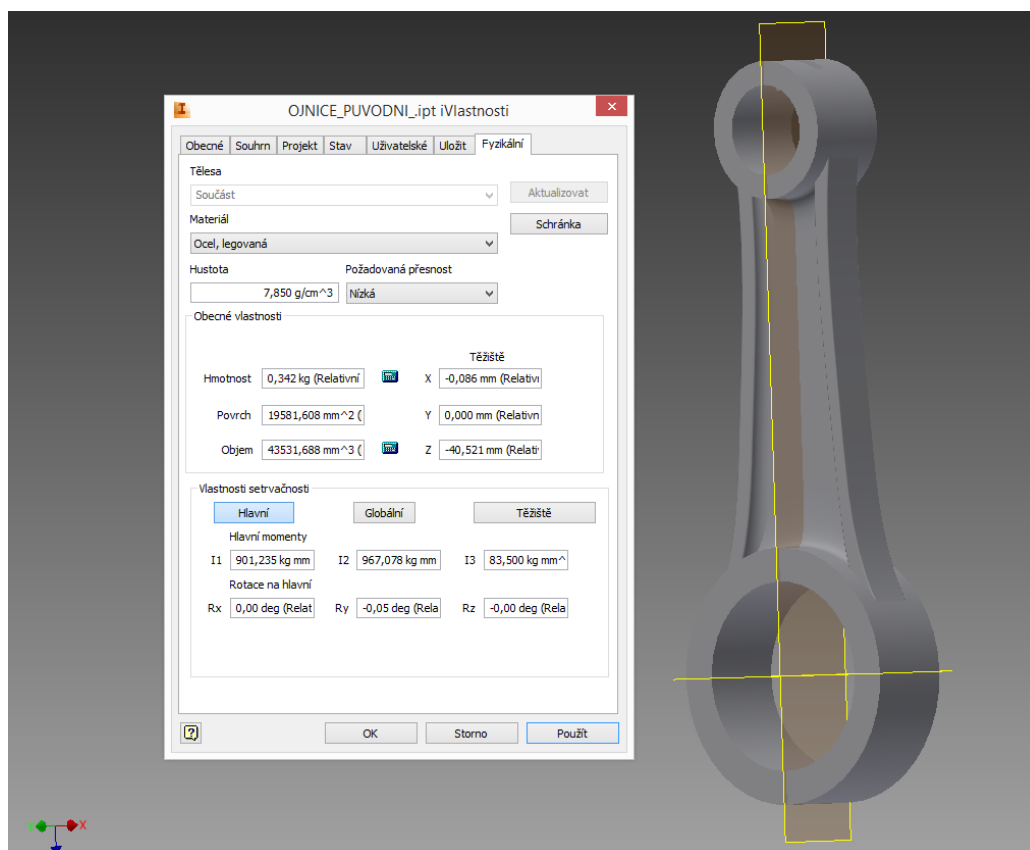 OJNICE_PUVODNI_.ipt iVlastnosti
Obecné Souhrn Projekt Stav Uživatelské Uložit Fyzikální
Tělesa
Součást Aktualizovat
Materiál Schránka
Ocel, legovaná
Hustota Požadovaná přesnost
7,850 g/cm^3 Nízká
Obecné vlastnosti
Těžiště
Hmotnost 0,342 kg (Relativní X -0,086 mm (Relativ
Povrch 19581,608 mm^2 ( Y 0,000 mm (Relativn
Objem 43531,688 mm^3 ( Z -40,521 mm (Relati
Vlastnosti setrvačnosti
Hlavní Globální Těžiště
Hlavní momenty
I1 901,235 kg mm I2 967,078 kg mm I3 83,500 kg mm^
Rotace na hlavní
Rx 0,00 deg (Relat Ry -0,05 deg (Rela Rz -0,00 deg (Rela
OK Storno Použít
X